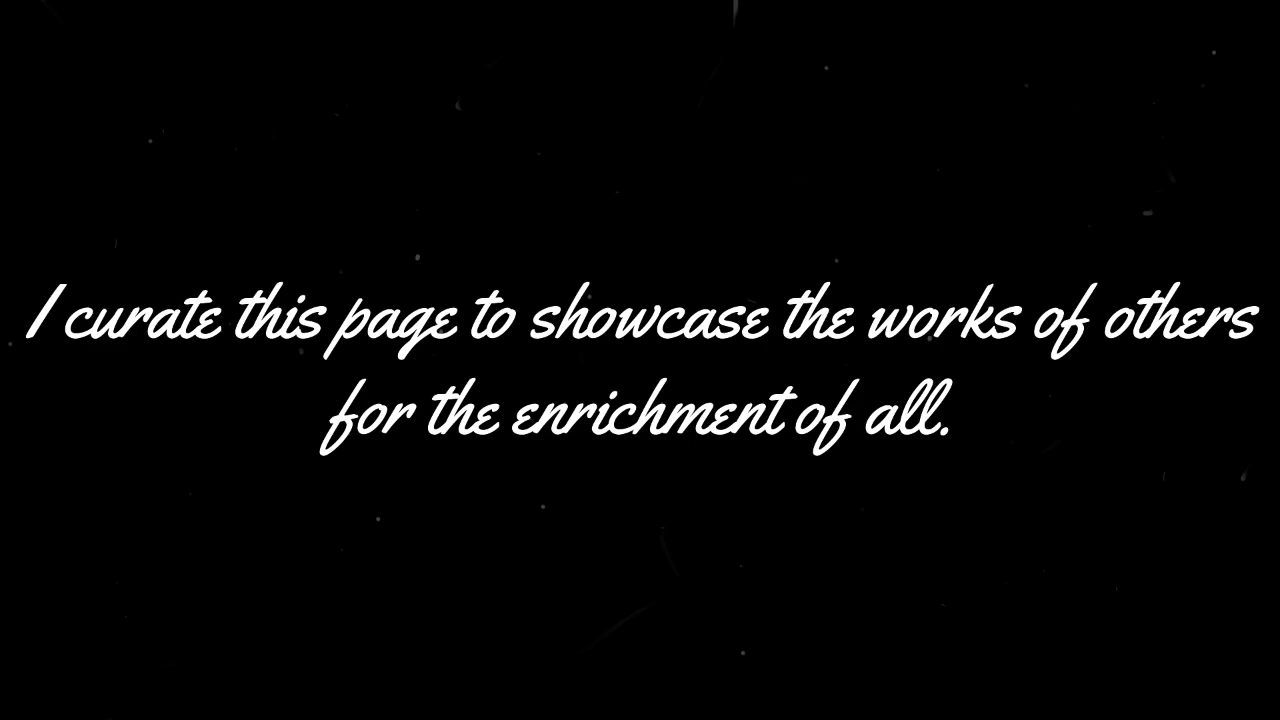 I curate this page to showcase the works of others
for the enrichment of all.